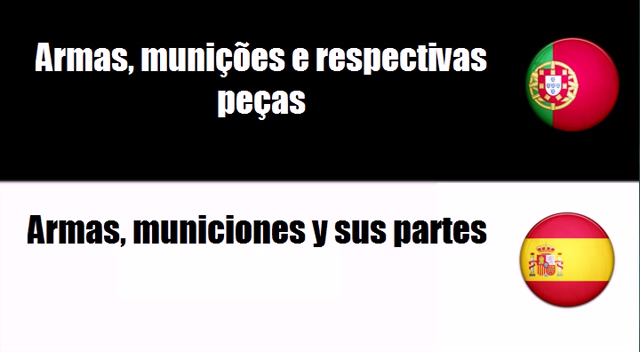 Armas, munições e respectivas
peças
Armas, municiones y sus partes